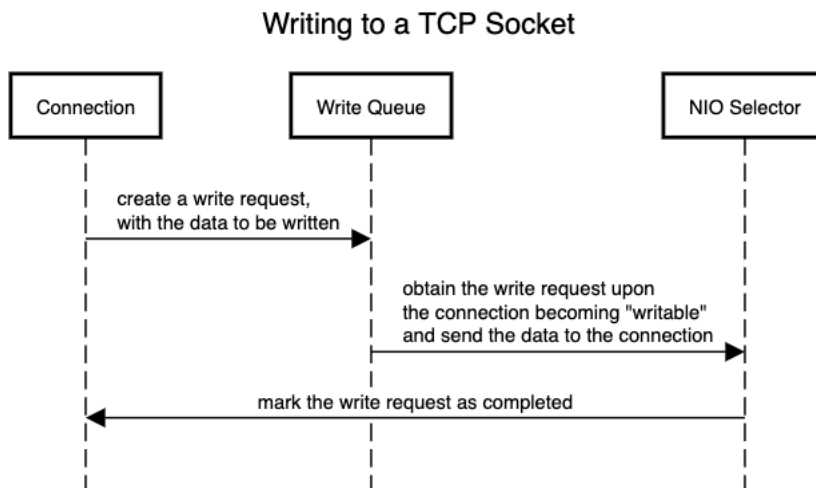 Writing to a TCP Socket
Connection
Write Queue
NIO Selector
create a write request,
with the data to be written
obtain the write request upon
the connection becoming "writable"
and send the data to the connection
mark the write request as completed